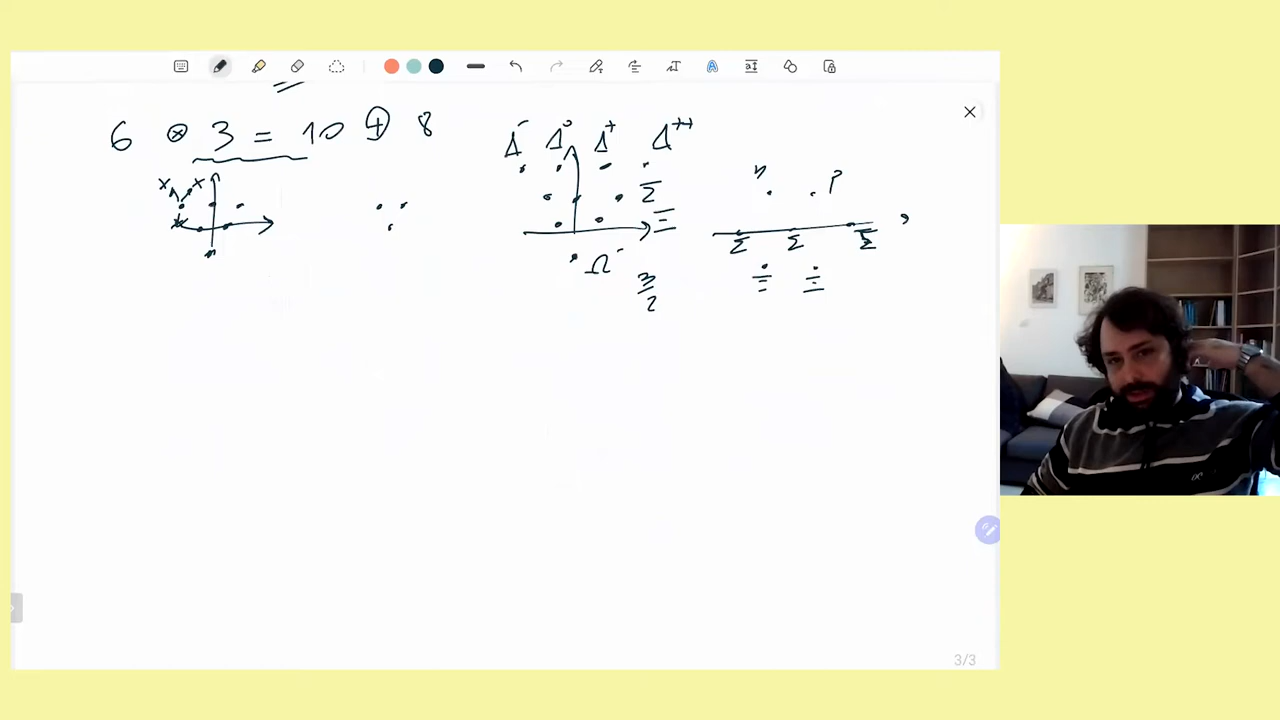 6 ⊗ 3 = 10 ⊕ 8
Δ⁻ Δ⁰ Δ⁺ Δ⁺⁺
x x
n p
Σ
Ξ
Σ Σ Σ ,
Ω⁻
Ξ Ξ
3/2
3/3